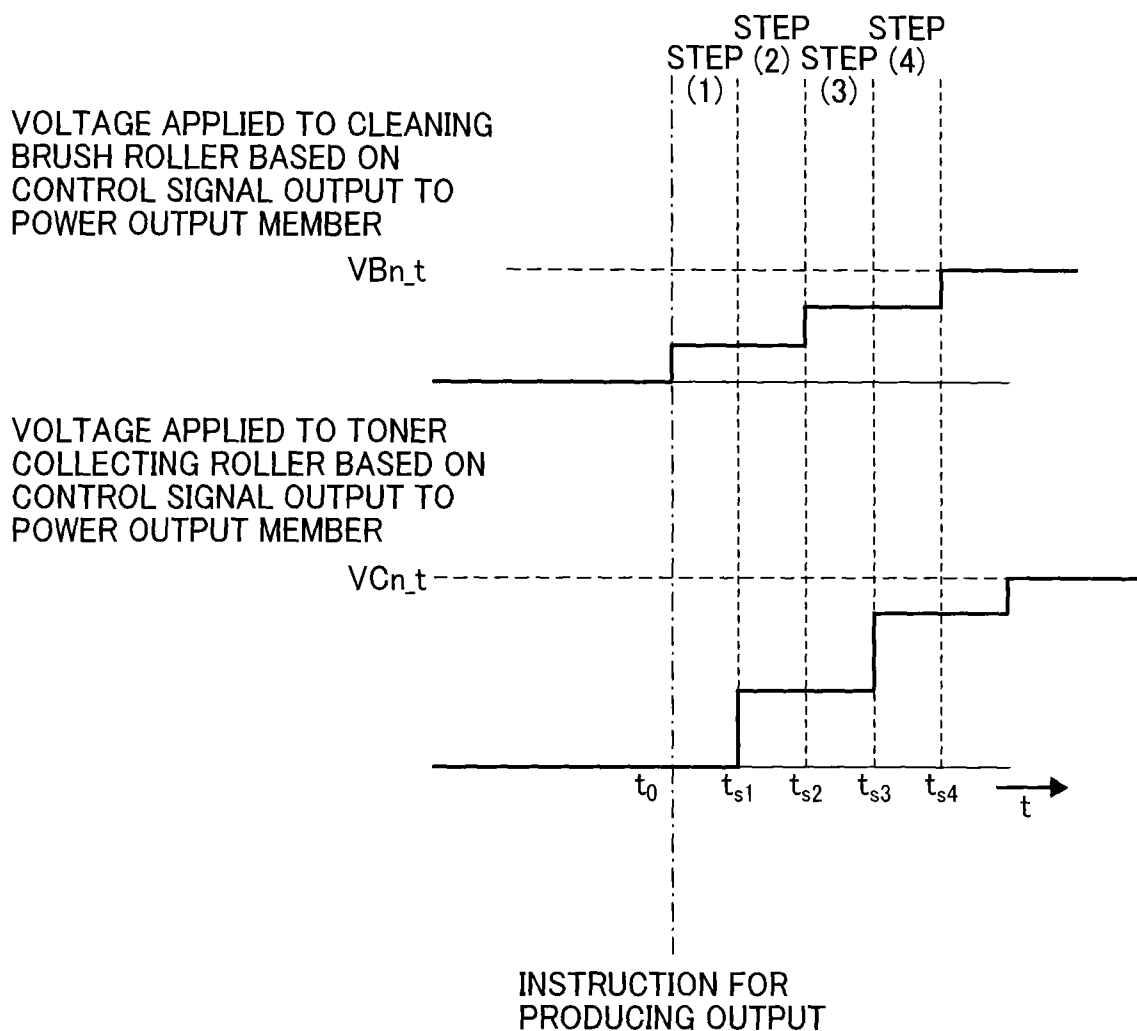 STEP (1)
STEP (2)
STEP (3)
STEP (4)
VOLTAGE APPLIED TO CLEANING
BRUSH ROLLER BASED ON
CONTROL SIGNAL OUTPUT TO
POWER OUTPUT MEMBER
VBn_t
VOLTAGE APPLIED TO TONER
COLLECTING ROLLER BASED ON
CONTROL SIGNAL OUTPUT TO
POWER OUTPUT MEMBER
VCn_t
t0 ts1 ts2 ts3 ts4
t
INSTRUCTION FOR
PRODUCING OUTPUT